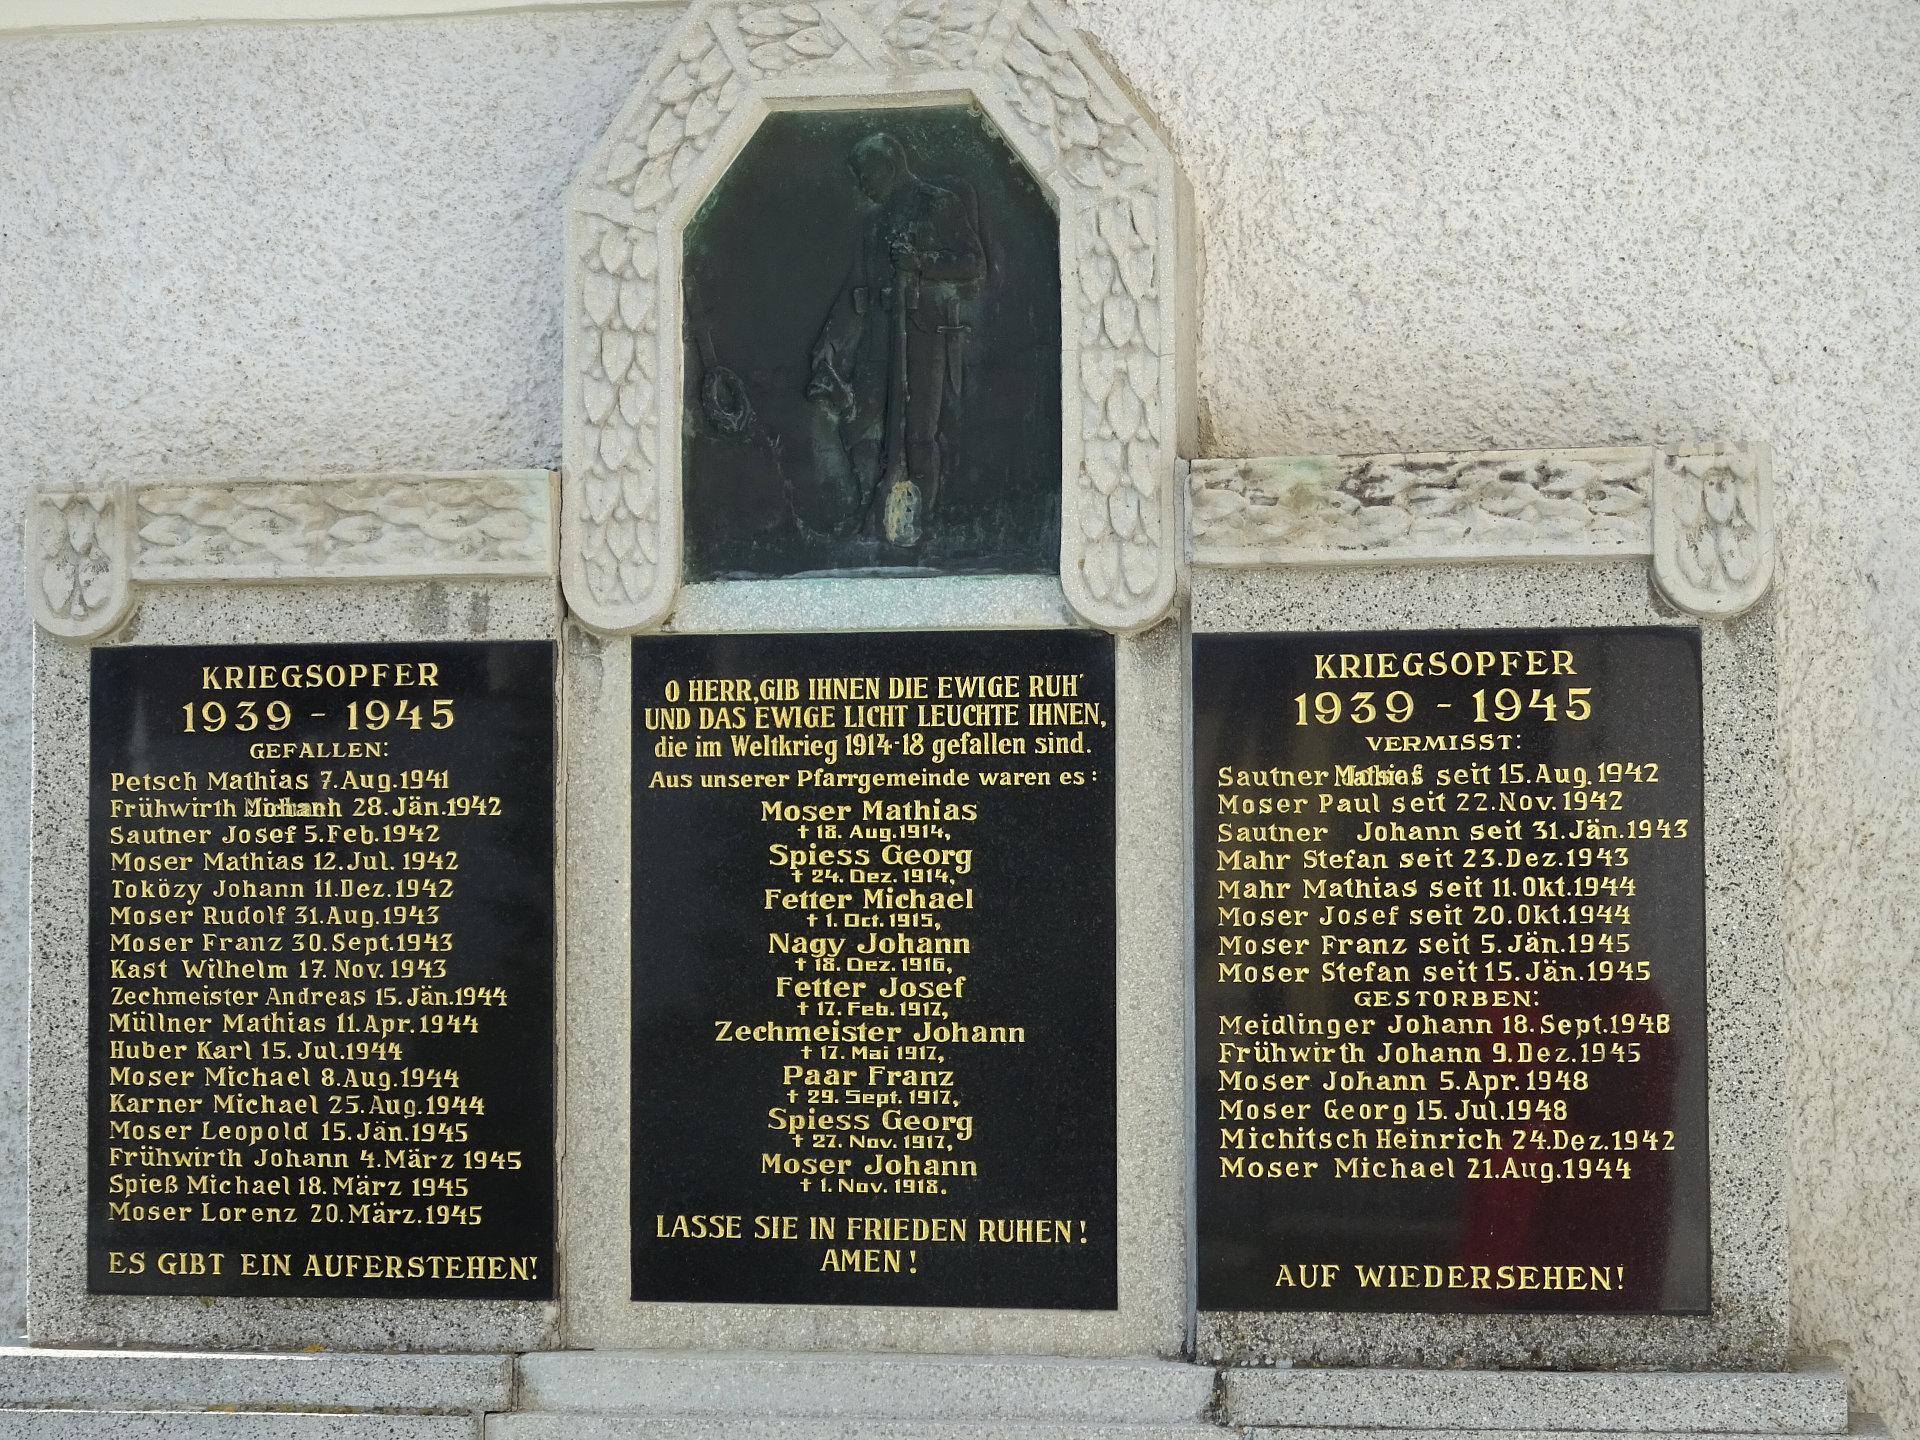 KRIEGSOPFER
1939 - 1945
GEFALLEN:
Petsch Mathias 7.Aug.1941
Frühwirth 28.Jän.1942
Sautner Josef 5.Feb.1942
Moser Mathias 12.Jul.1942
Toközy Johann 11.Dez.1942
Moser Rudolf 31.Aug.1943
Moser Franz 30.Sept.1943
Kast Wilhelm 17.Nov.1943
Zechmeister Andreas 15.Jän.1944
Müllner Mathias 11.Apr.1944
Huber Karl 15.Jul.1944
Moser Michael 8.Aug.1944
Karner Michael 25.Aug.1944
Moser Leopold 15.Jän.1945
Frühwirth Johann 4.März 1945
Spieß Michael 18.März 1945
Moser Lorenz 20.März.1945
ES GIBT EIN AUFERSTEHEN!
O HERR,GIB IHNEN DIE EWIGE RUH'
UND DAS EWIGE LICHT LEUCHTE IHNEN,
die im Weltkrieg 1914-18 gefallen sind.
Aus unserer Pfarrgemeinde waren es:
Moser Mathias
† 18. Aug.1914,
Spiess Georg
† 24. Dez. 1914,
Fetter Michael
† 1. Oct. 1915,
Nagy Johann
† 18. Dez. 1916,
Fetter Josef
† 17. Feb. 1917,
Zechmeister Johann
† 17. Mai 1917,
Paar Franz
† 29. Sept. 1917,
Spiess Georg
† 27. Nov. 1917,
Moser Johann
† 1. Nov. 1918.
LASSE SIE IN FRIEDEN RUHEN!
AMEN!
KRIEGSOPFER
1939 - 1945
VERMISST:
Sautner seit 15.Aug.1942
Moser Paul seit 22.Nov.1942
Sautner Johann seit 31.Jän.1943
Mahr Stefan seit 23.Dez.1943
Mahr Mathias seit 11.Okt.1944
Moser Josef seit 20.Okt.1944
Moser Franz seit 5.Jän.1945
Moser Stefan seit 15.Jän.1945
GESTORBEN:
Meidlinger Johann 18.Sept.1948
Frühwirth Johann 9.Dez.1945
Moser Johann 5.Apr.1948
Moser Georg 15.Jul.1948
Michitsch Heinrich 24.Dez.1942
Moser Michael 21.Aug.1944
AUF WIEDERSEHEN!